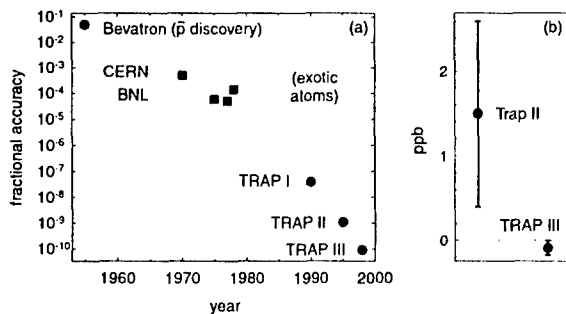 10⁻¹
Bevatron (p̄ discovery)
(a)
10⁻²
10⁻³
CERN
(exotic
10⁻⁴
BNL
atoms)
10⁻⁵
10⁻⁶
fractional accuracy
10⁻⁷
TRAP I
10⁻⁸
10⁻⁹
TRAP II
10⁻¹⁰
TRAP III
1960
1970
1980
1990
2000
year
(b)
2
Trap II
1
ppb
TRAP III
0